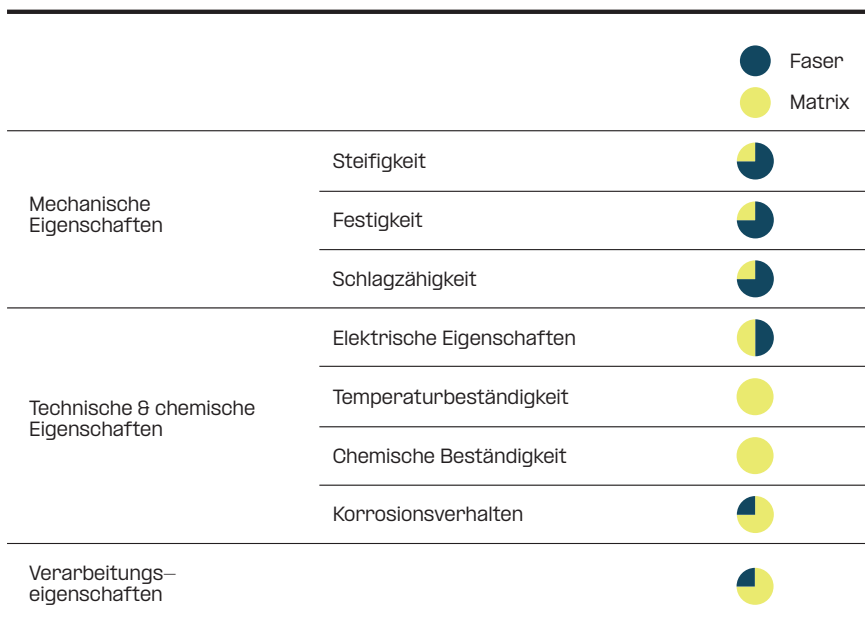 Faser
Matrix
Mechanische
Eigenschaften
Steifigkeit
Festigkeit
Schlagzähigkeit
Technische & chemische
Eigenschaften
Elektrische Eigenschaften
Temperaturbeständigkeit
Chemische Beständigkeit
Korrosionsverhalten
Verarbeitungs–
eigenschaften